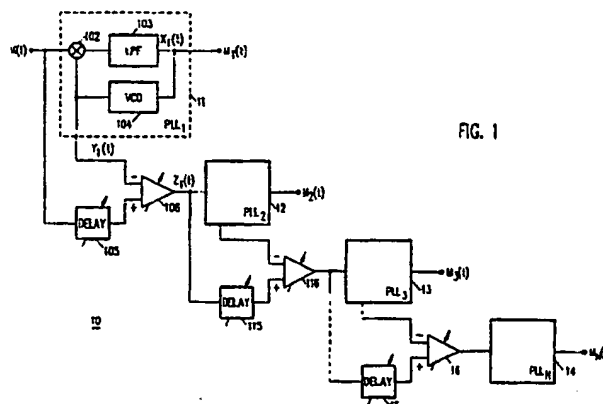 103
102
LPF
X₁(t)
M₁(t)
VCO
104
11
PLL₁
FIG. 1
Y₁(t)
Z₁(t)
106
DELAY
105
PLL₂
12
M₂(t)
116
DELAY
115
10
PLL₃
13
M₃(t)
16
DELAY
PLL
14